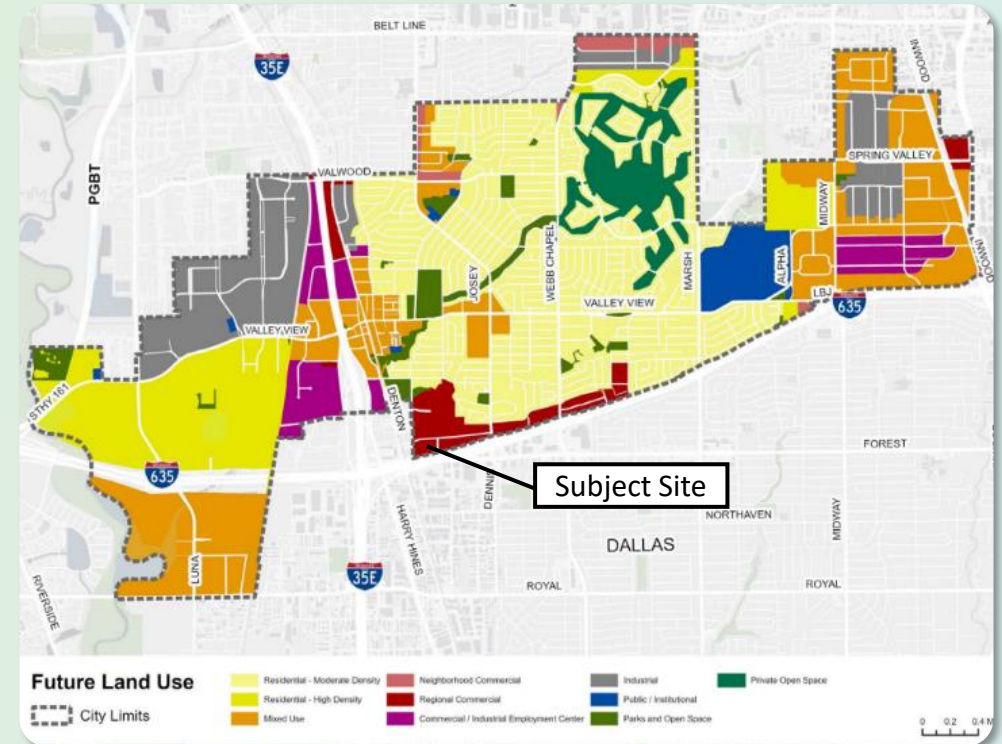 BELT LINE
35E
INWOOD
PGBT
VALWOOD
SPRING VALLEY
MIDWAY
JOSEY
WEBB CHAPEL
MARSH
ALPHA
INWOOD
VALLEY VIEW
LBJ
635
VALLEY VIEW
STHY 161
DENTON
FOREST
635
Subject Site
NORTHAVEN
DALLAS
HARRY HINES
MIDWAY
LUNA
35E
ROYAL
ROYAL
RIVERSIDE
Future Land Use
City Limits
Residential - Moderate Density
Residential - High Density
Mixed Use
Neighborhood Commercial
Regional Commercial
Commercial / Industrial Employment Center
Industrial
Public / Institutional
Parks and Open Space
Private Open Space
0 0.2 0.4 M